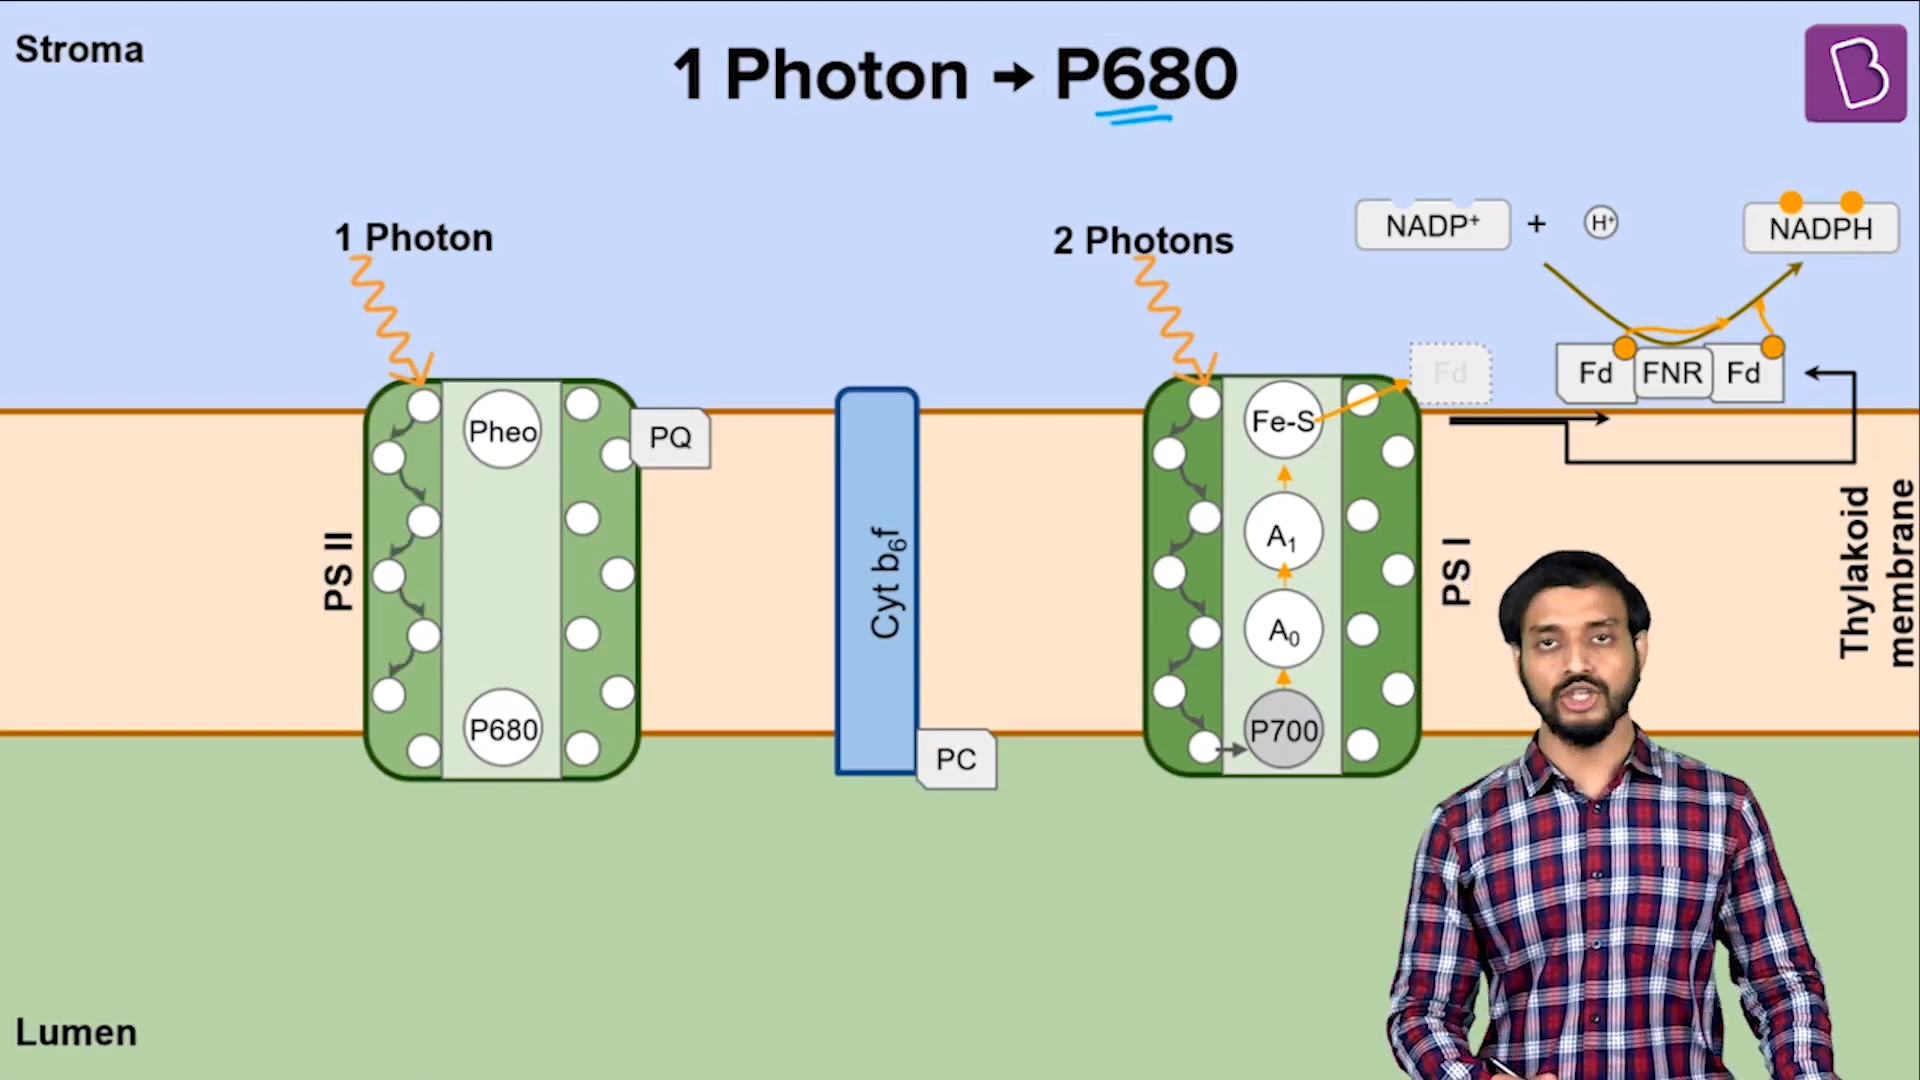 Stroma
1 Photon → P680
1 Photon
2 Photons
NADP⁺ + H⁺
NADPH
Fd
Fd FNR Fd
Pheo
PQ
Fe-S
A₁
A₀
P680
P700
PS II
Cyt b₆f
PC
PS I
Thylakoid
membrane
Lumen
B